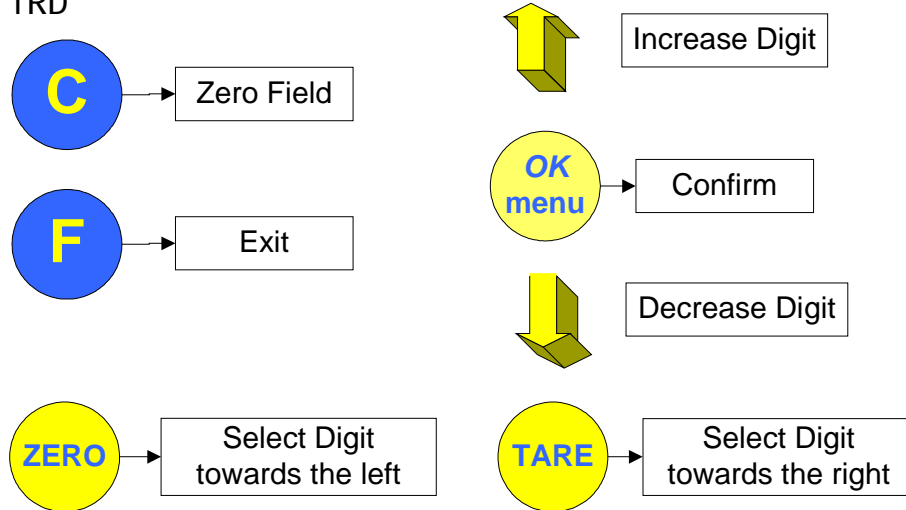 TRD
Increase Digit
C
Zero Field
OK
menu
Confirm
F
Exit
Decrease Digit
ZERO
Select Digit
towards the left
TARE
Select Digit
towards the right